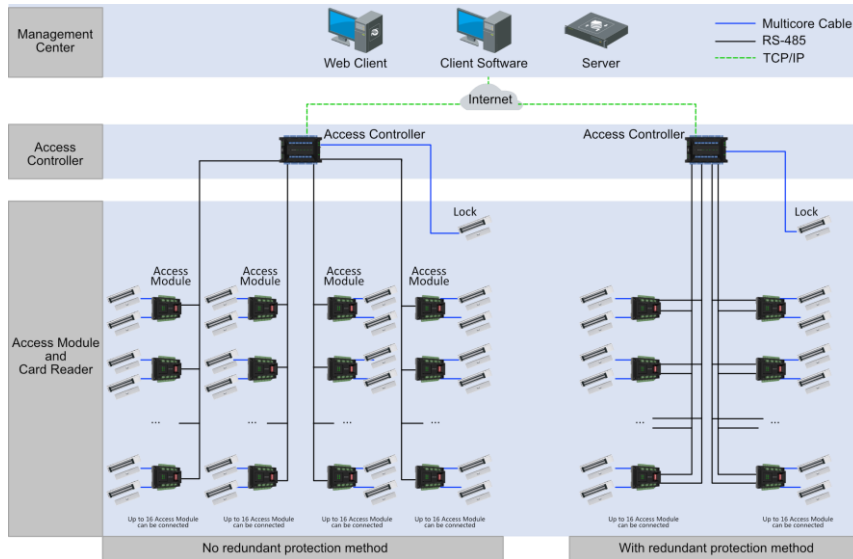 Management
Center
Web Client
Client Software
Server
Multicore Cable
RS-485
TCP/IP
Internet
Access
Controller
Access Controller
Access Controller
Lock
Lock
Access
Module
Access
Module
Access
Module
Access
Module
Access Module
and
Card Reader
...
...
...
...
...
...
Up to 16 Access Module
can be connected
Up to 16 Access Module
can be connected
Up to 16 Access Module
can be connected
Up to 16 Access Module
can be connected
Up to 16 Access Module
can be connected
Up to 16 Access Module
can be connected
No redundant protection method
With redundant protection method